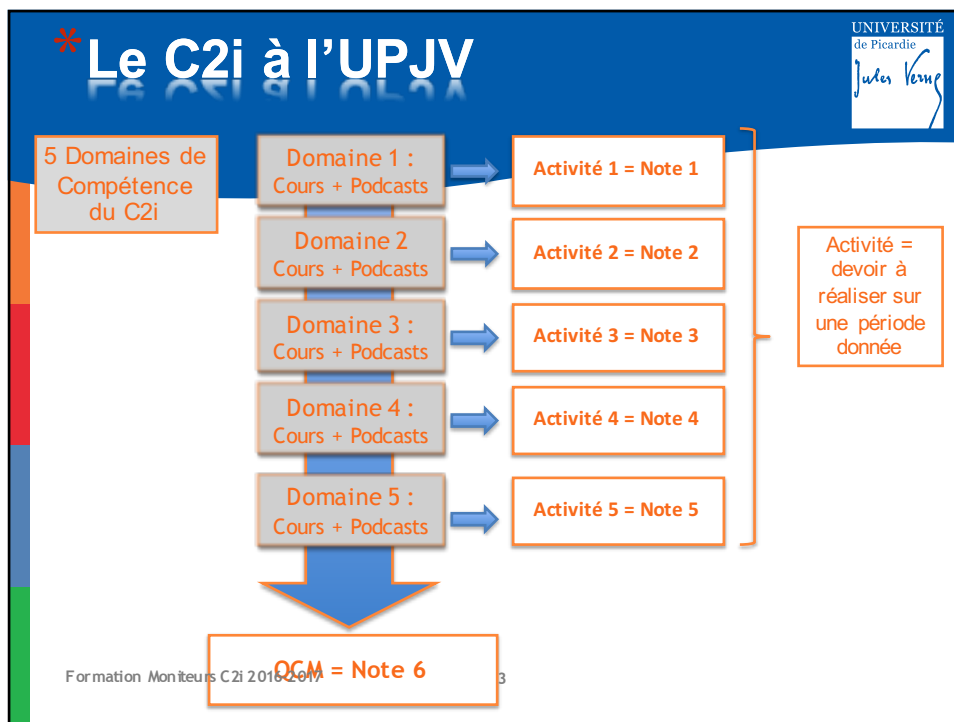 * Le C2i à l'UPJV
UNIVERSITÉ
de Picardie
Jules Verne
5 Domaines de
Compétence
du C2i
Domaine 1 :
Cours + Podcasts
Activité 1 = Note 1
Domaine 2
Cours + Podcasts
Activité 2 = Note 2
Domaine 3 :
Cours + Podcasts
Activité 3 = Note 3
Domaine 4 :
Cours + Podcasts
Activité 4 = Note 4
Domaine 5 :
Cours + Podcasts
Activité 5 = Note 5
Activité =
devoir à
réaliser sur
une période
donnée
QCM = Note 6
Formation Moniteurs C2i 2016-2017
3